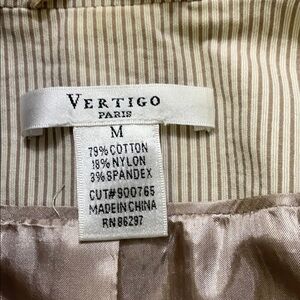 VERTIGO
PARIS
M
79% COTTON
18% NYLON
3% SPANDEX
CUT# 900765
MADE IN CHINA
RN 86297